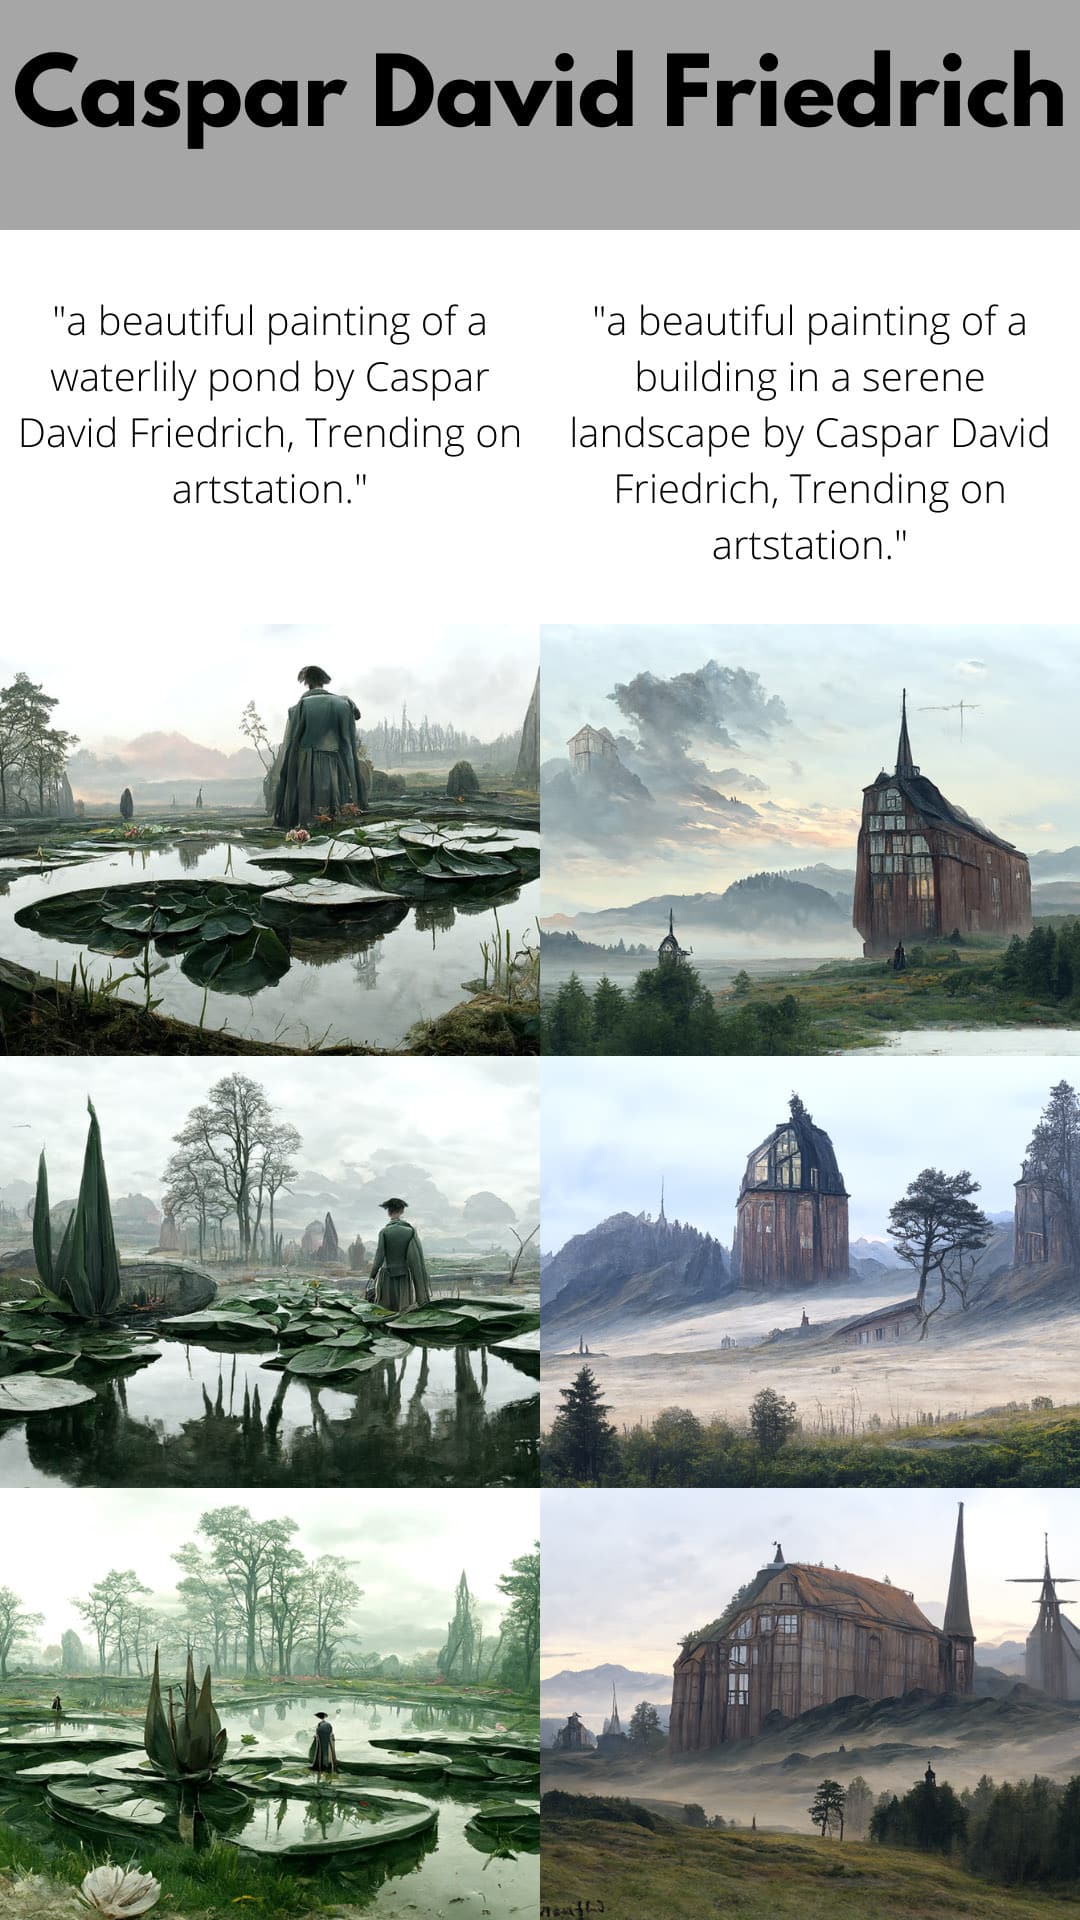 Caspar David Friedrich
"a beautiful painting of a
waterlily pond by Caspar
David Friedrich, Trending on
artstation."
"a beautiful painting of a
building in a serene
landscape by Caspar David
Friedrich, Trending on
artstation."